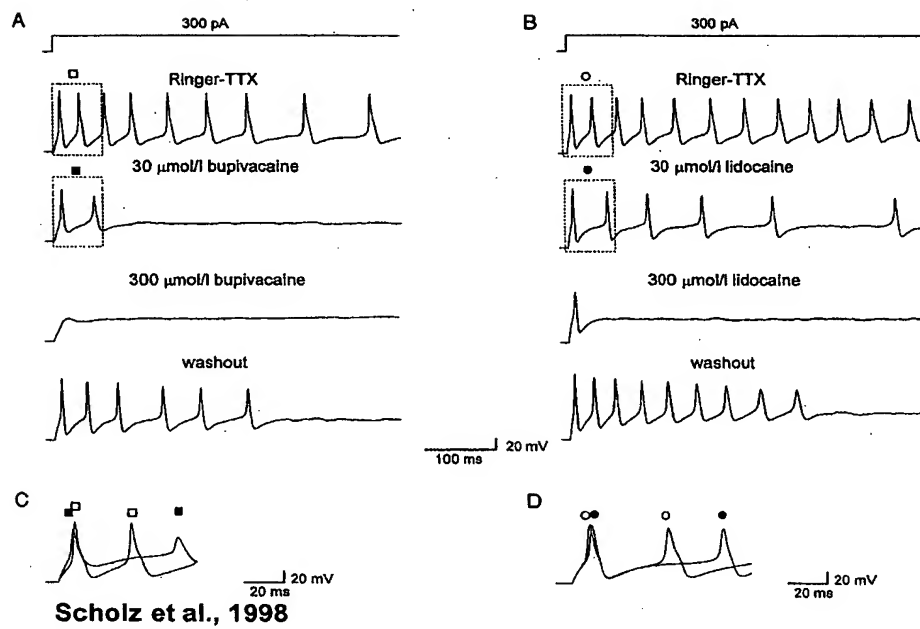 A
300 pA
Ringer-TTX
30 μmol/l bupivacaine
300 μmol/l bupivacaine
washout
B
300 pA
Ringer-TTX
30 μmol/l lidocaine
300 μmol/l lidocaine
washout
100 ms
20 mV
C
20 mV
20 ms
D
20 mV
20 ms
Scholz et al., 1998